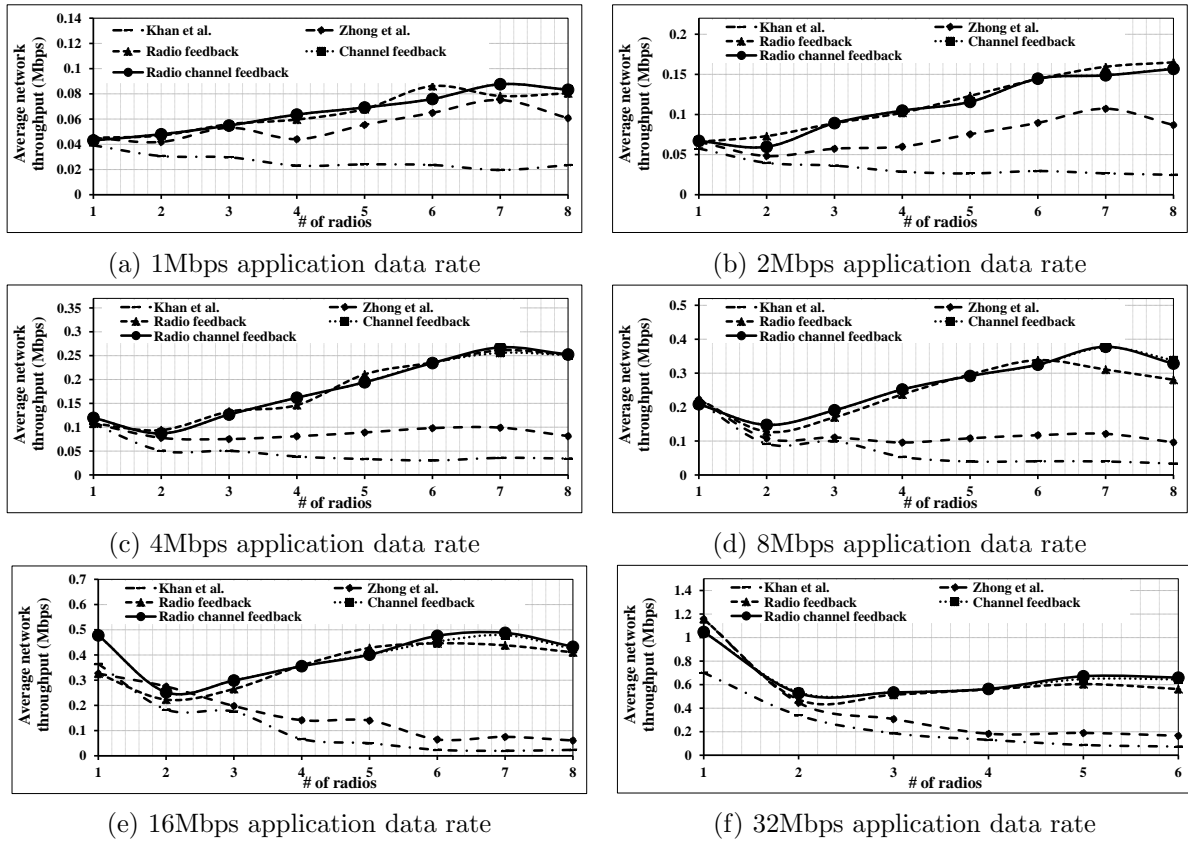 Average network throughput (Mbps)
0.14
0.12
0.1
0.08
0.06
0.04
0.02
0
Khan et al.
Zhong et al.
Radio feedback
Channel feedback
Radio channel feedback
1 2 3 4 5 6 7 8
# of radios
(a) 1Mbps application data rate
Average network throughput (Mbps)
0.2
0.15
0.1
0.05
0
Khan et al.
Zhong et al.
Radio feedback
Channel feedback
Radio channel feedback
1 2 3 4 5 6 7 8
# of radios
(b) 2Mbps application data rate
Average network throughput (Mbps)
0.35
0.3
0.25
0.2
0.15
0.1
0.05
0
Khan et al.
Zhong et al.
Radio feedback
Channel feedback
Radio channel feedback
1 2 3 4 5 6 7 8
# of radios
(c) 4Mbps application data rate
Average network throughput (Mbps)
0.5
0.4
0.3
0.2
0.1
0
Khan et al.
Zhong et al.
Radio feedback
Channel feedback
Radio channel feedback
1 2 3 4 5 6 7 8
# of radios
(d) 8Mbps application data rate
Average network throughput (Mbps)
0.7
0.6
0.5
0.4
0.3
0.2
0.1
0
Khan et al.
Zhong et al.
Radio feedback
Channel feedback
Radio channel feedback
1 2 3 4 5 6 7 8
# of radios
(e) 16Mbps application data rate
Average network throughput (Mbps)
1.4
1.2
1
0.8
0.6
0.4
0.2
0
Khan et al.
Zhong et al.
Radio feedback
Channel feedback
Radio channel feedback
1 2 3 4 5 6
# of radios
(f) 32Mbps application data rate